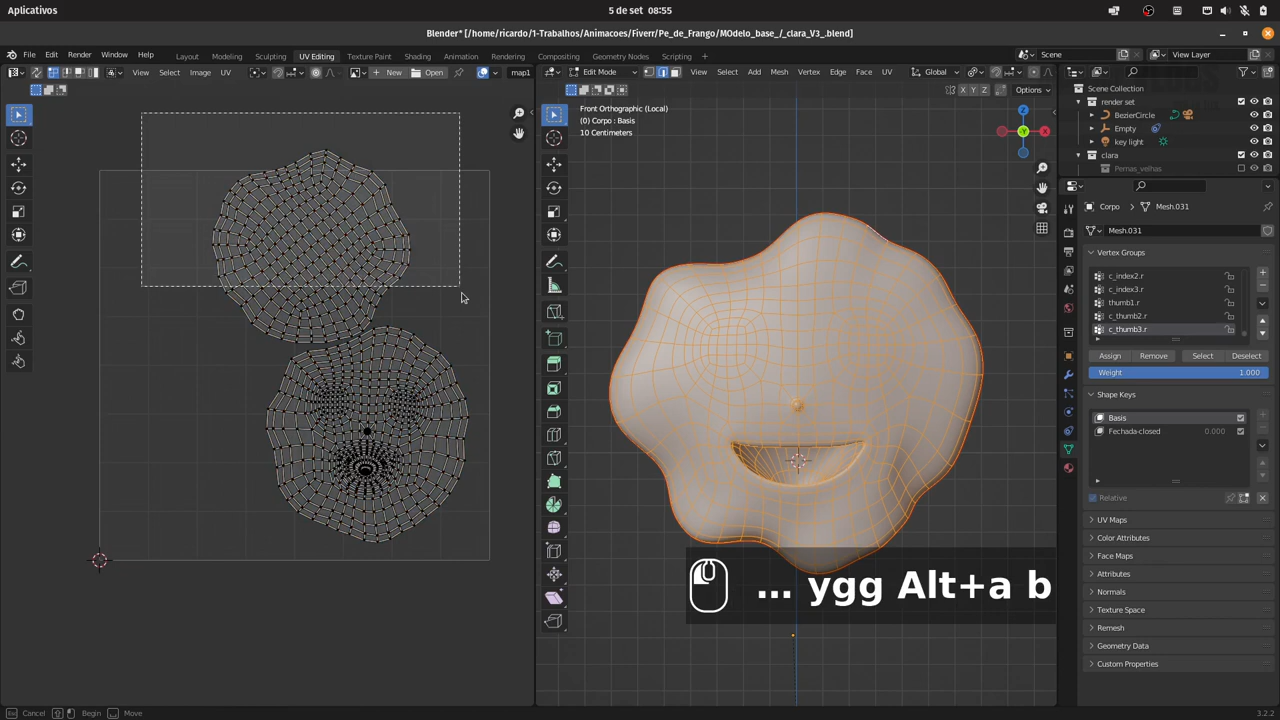 Aplicativos
5 de set 08:55
Blender* [/home/ricardo/1-Trabalhos/Animacoes/Fiverr/Pe_de_Frango/MOdelo_base_/_clara_V3_.blend]
File Edit Render Window Help
Layout Modeling Sculpting UV Editing Texture Paint Shading Animation Rendering Compositing Geometry Nodes Scripting +
Scene
View Layer
View Select Image UV
New Open
map1
Edit Mode
View Select Add Mesh Vertex Edge Face UV
Global
X Y Z
Options
Front Orthographic (Local)
(0) Corpo : Basis
10 Centimeters
Z
X
-Y
Scene Collection
render set
BezierCircle
Empty
key light
clara
Pernas_velhas
Corpo > Mesh.031
Mesh.031
Vertex Groups
c_index2.r
c_index3.r
thumb1.r
c_thumb2.r
c_thumb3.r
Assign Remove Select Deselect
Weight 1.000
Shape Keys
Basis
Fechada-closed 0.000
Relative
UV Maps
Color Attributes
Face Maps
Attributes
Normals
Texture Space
Remesh
Geometry Data
Custom Properties
... ygg Alt+a b
Esc Cancel Begin Move
3.2.2